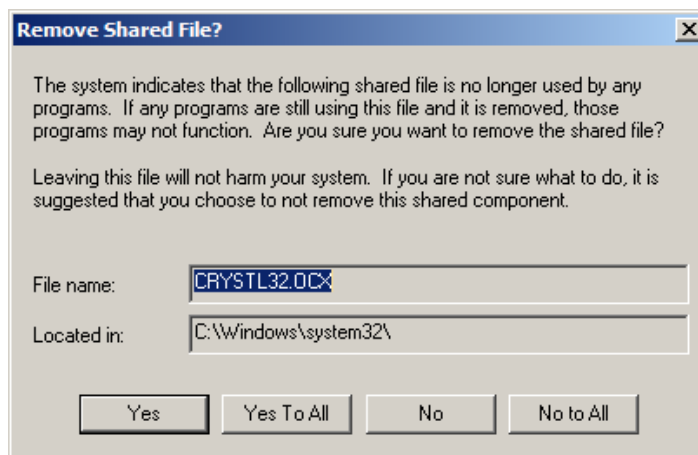 Remove Shared File?
The system indicates that the following shared file is no longer used by any
programs.  If any programs are still using this file and it is removed, those
programs may not function.  Are you sure you want to remove the shared file?
Leaving this file will not harm your system.  If you are not sure what to do, it is
suggested that you choose to not remove this shared component.
File name: CRYSTL32.OCX
Located in: C:\Windows\system32\
Yes Yes To All No No to All